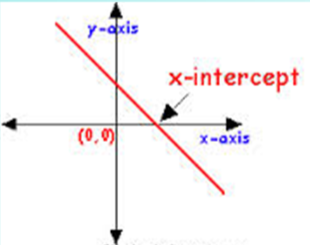 y-axis
x-intercept
(0,0)
x-axis